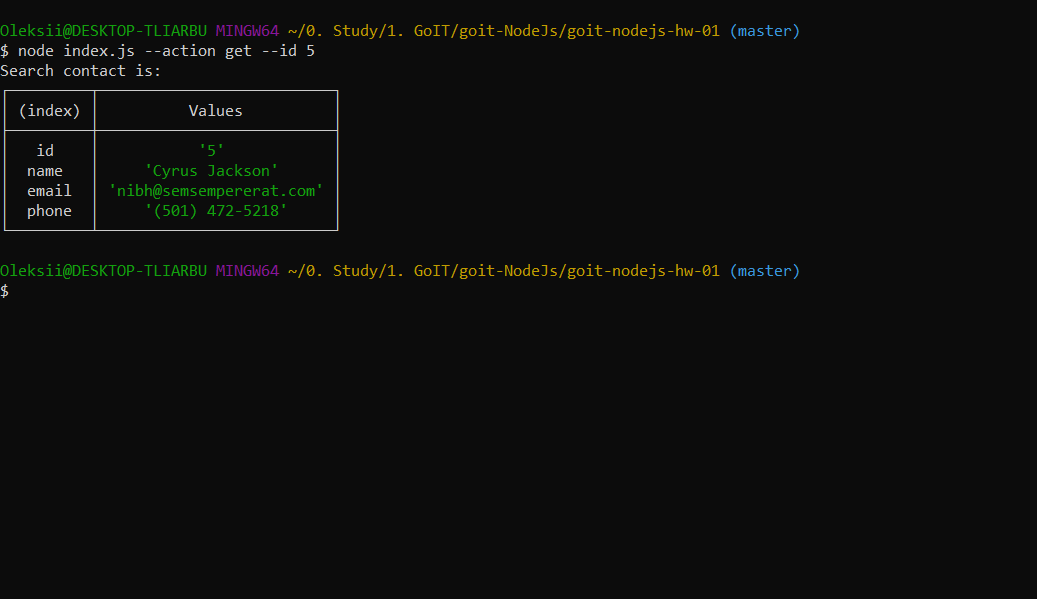 Oleksii@DESKTOP-TLIARBU MINGW64 ~/0. Study/1. GoIT/goit-NodeJs/goit-nodejs-hw-01 (master)
$ node index.js --action get --id 5
Search contact is:
(index) Values
id '5'
name 'Cyrus Jackson'
email 'nibh@semsempererat.com'
phone '(501) 472-5218'
Oleksii@DESKTOP-TLIARBU MINGW64 ~/0. Study/1. GoIT/goit-NodeJs/goit-nodejs-hw-01 (master)
$